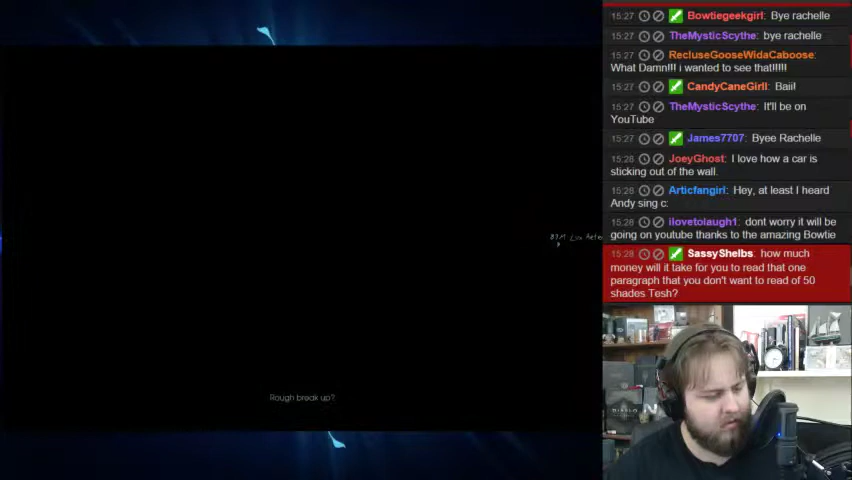 15:27 Bowtiegeekgirl: Bye rachelle
15:27 TheMysticScythe: bye rachelle
15:27 RecluseGooseWidaCaboose:
What Damn!!! i wanted to see that!!!!!
15:27 CandyCaneGirll: Baii!
15:27 TheMysticScythe: It'll be on
YouTube
15:27 James7707: Byee Rachelle
15:28 JoeyGhost: I love how a car is
sticking out of the wall.
15:28 Articfangirl: Hey, at least I heard
Andy sing c:
15:28 ilovetolaugh1: dont worry it will be
going on youtube thanks to the amazing Bowtie
15:28 SassyShelbs: how much
money will it take for you to read that one
paragraph that you don't want to read of 50
shades Tesh?
Rough break up?
DIABLO